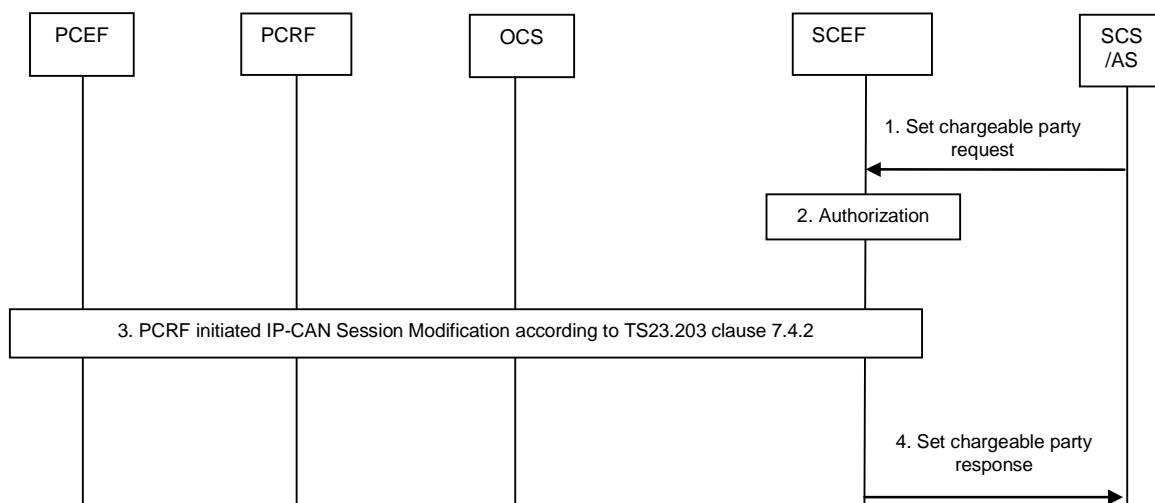 PCEF
PCRF
OCS
SCEF
SCS
/AS
1. Set chargeable party
request
2. Authorization
3. PCRF initiated IP-CAN Session Modification according to TS23.203 clause 7.4.2
4. Set chargeable party
response